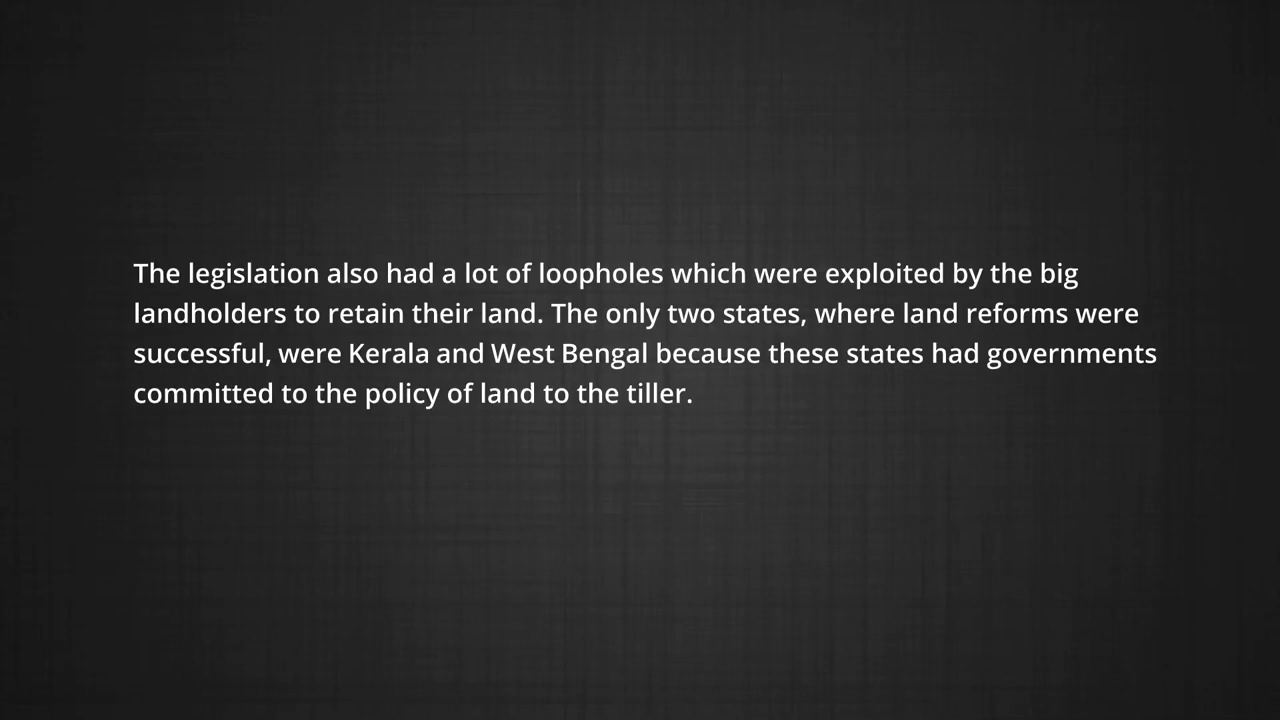 The legislation also had a lot of loopholes which were exploited by the big
landholders to retain their land. The only two states, where land reforms were
successful, were Kerala and West Bengal because these states had governments
committed to the policy of land to the tiller.